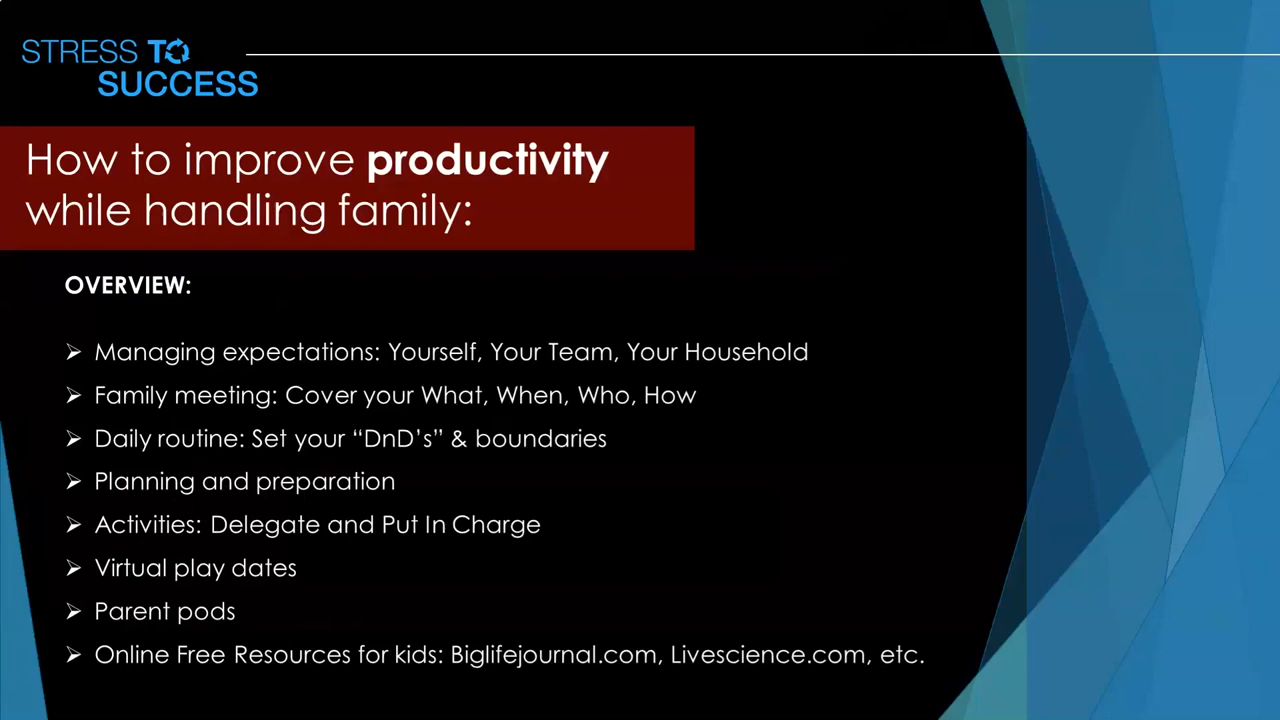 STRESS TO
SUCCESS
How to improve productivity
while handling family:
OVERVIEW:
➢ Managing expectations: Yourself, Your Team, Your Household
➢ Family meeting: Cover your What, When, Who, How
➢ Daily routine: Set your “DnD’s” & boundaries
➢ Planning and preparation
➢ Activities: Delegate and Put In Charge
➢ Virtual play dates
➢ Parent pods
➢ Online Free Resources for kids: Biglifejournal.com, Livescience.com, etc.